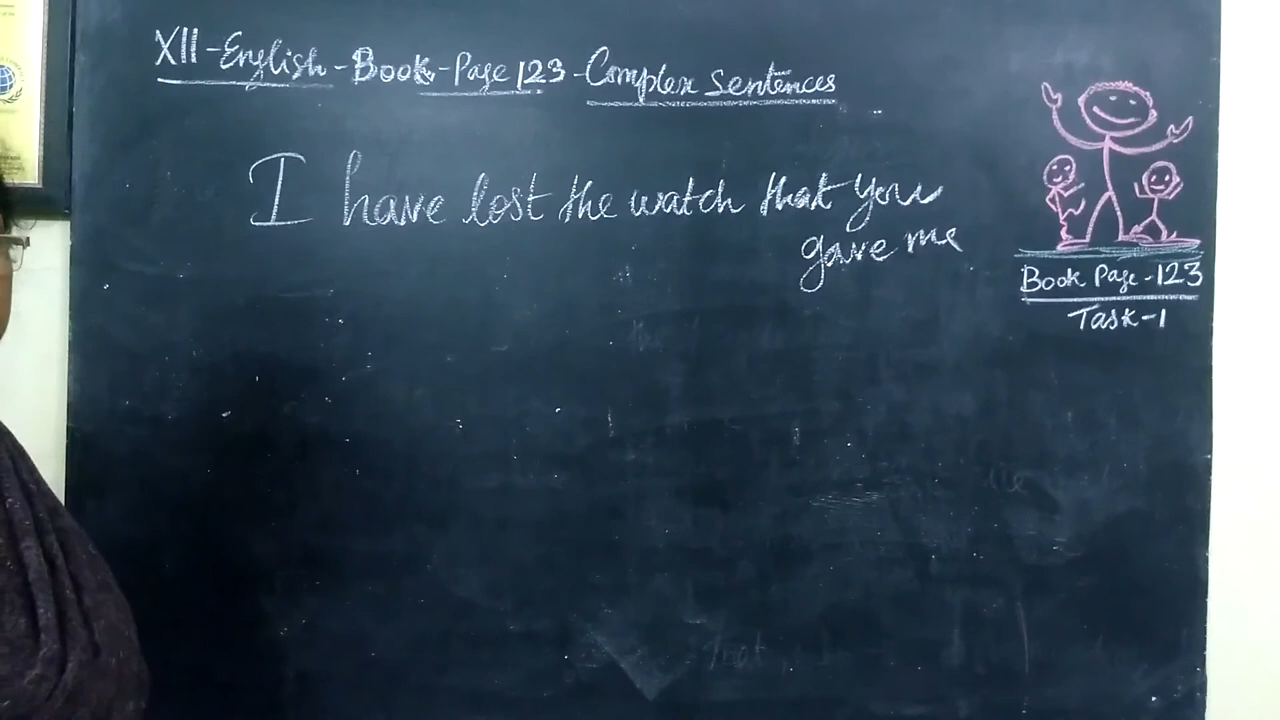 XII-English-Book-Page 123-Complex Sentences
I have lost the watch that you
gave me
Book Page-123
Task-1